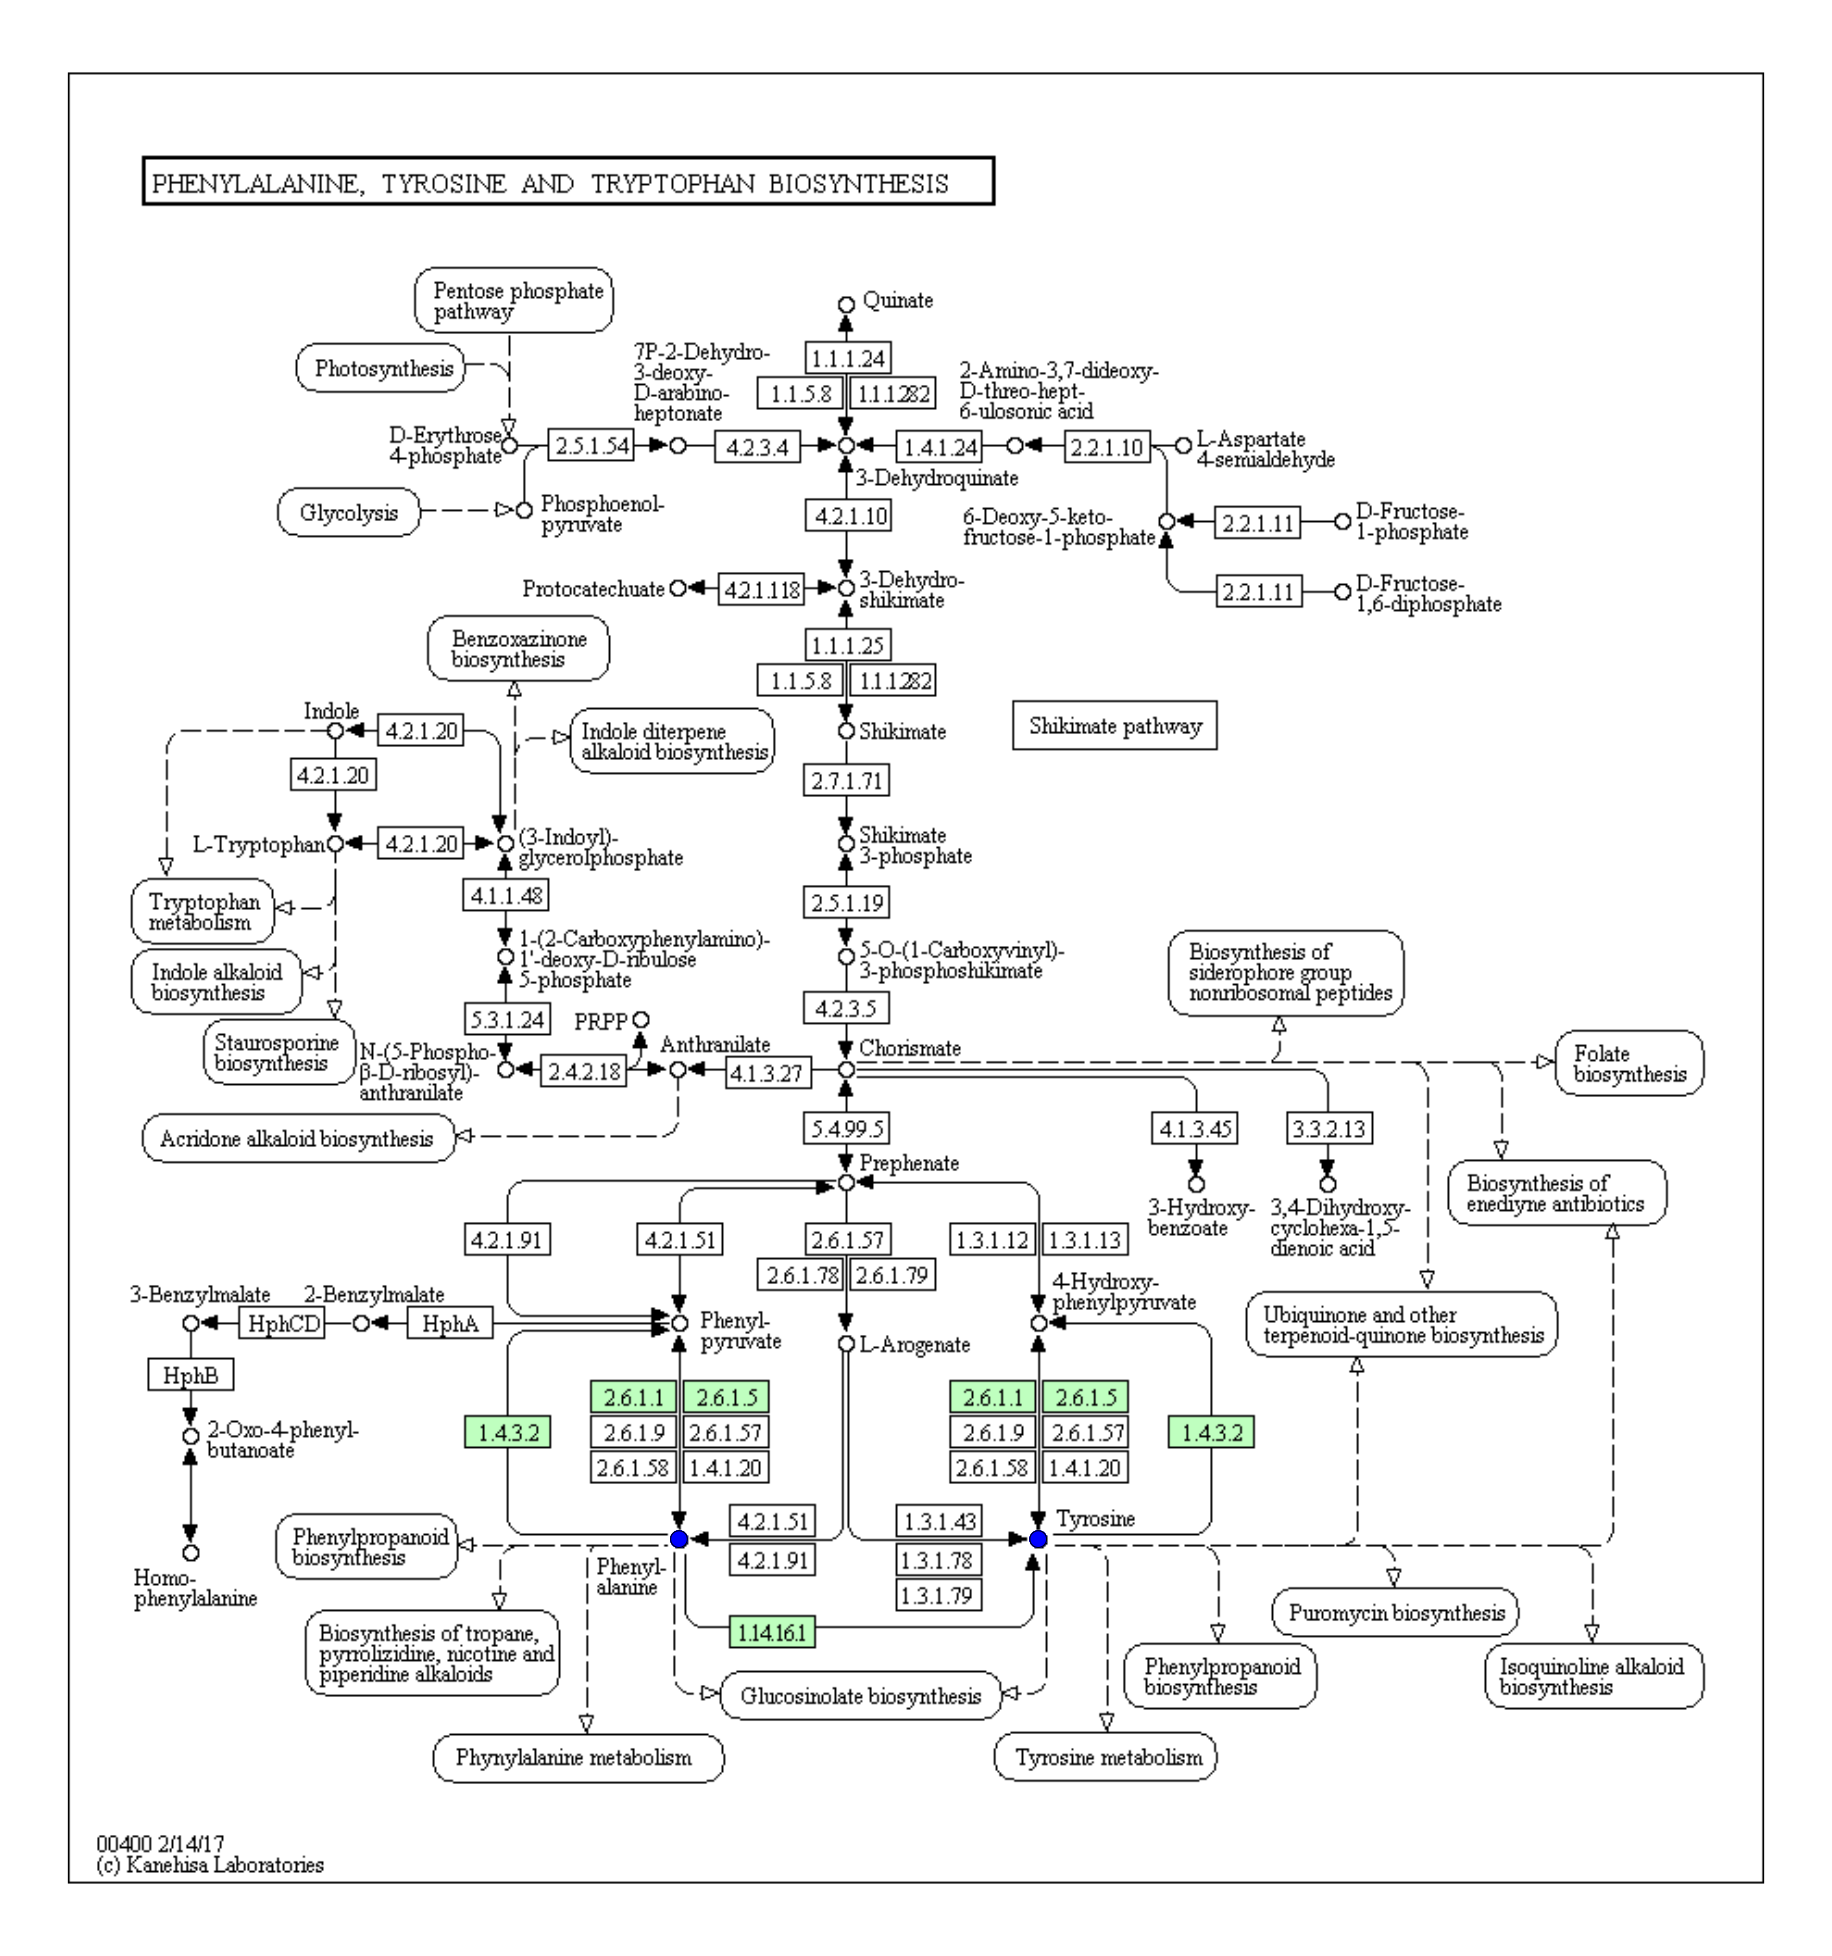 PHENYLALANINE, TYROSINE AND TRYPTOPHAN BIOSYNTHESIS
Pentose phosphate
pathway
Photosynthesis
Quinate
1.1.1.24
1.1.5.8
1.1.1.282
7P-2-Dehydro-
3-deoxy-
D-arabino-
heptonate
2-Amino-3,7-dideoxy-
D-threo-hept-
6-ulosonic acid
D-Erythrose
4-phosphate
2.5.1.54
4.2.3.4
1.4.1.24
2.2.1.10
L-Aspartate
4-semialdehyde
3-Dehydroquinate
Glycolysis
Phosphoenol-
pyruvate
4.2.1.10
6-Deoxy-5-keto-
fructose-1-phosphate
2.2.1.11
D-Fructose-
1-phosphate
Protocatechuate
4.2.1.118
3-Dehydro-
shikimate
2.2.1.11
D-Fructose-
1,6-diphosphate
Benzoxazinone
biosynthesis
1.1.1.25
1.1.5.8
1.1.1.282
Indole
4.2.1.20
Indole diterpene
alkaloid biosynthesis
Shikimate
Shikimate pathway
4.2.1.20
2.7.1.71
L-Tryptophan
4.2.1.20
(3-Indoyl)-
glycerolphosphate
Shikimate
3-phosphate
Tryptophan
metabolism
4.1.1.48
2.5.1.19
Indole alkaloid
biosynthesis
1-(2-Carboxyphenylamino)-
1'-deoxy-D-ribulose
5-phosphate
5-O-(1-Carboxyvinyl)-
3-phosphoshikimate
Biosynthesis of
siderophore group
nonribosomal peptides
Staurosporine
biosynthesis
5.3.1.24
PRPP
4.2.3.5
N-(5-Phospho-
β-D-ribosyl)-
anthranilate
2.4.2.18
Anthranilate
4.1.3.27
Chorismate
Folate
biosynthesis
Acridone alkaloid biosynthesis
5.4.99.5
4.1.3.45
3.3.2.13
Prephenate
3-Hydroxy-
benzoate
3,4-Dihydroxy-
cyclohexa-1,5-
dienoic acid
Biosynthesis of
enediyne antibiotics
4.2.1.91
4.2.1.51
2.6.1.57
2.6.1.78
2.6.1.79
1.3.1.12
1.3.1.13
3-Benzylmalate
2-Benzylmalate
HphCD
HphA
Phenyl-
pyruvate
L-Arogenate
4-Hydroxy-
phenylpyruvate
Ubiquinone and other
terpenoid-quinone biosynthesis
HphB
2-Oxo-4-phenyl-
butanoate
1.4.3.2
2.6.1.1
2.6.1.5
2.6.1.9
2.6.1.57
2.6.1.58
1.4.1.20
2.6.1.1
2.6.1.5
2.6.1.9
2.6.1.57
2.6.1.58
1.4.1.20
1.4.3.2
Phenylpropanoid
biosynthesis
4.2.1.51
4.2.1.91
1.3.1.43
1.3.1.78
1.3.1.79
Tyrosine
Homo-
phenylalanine
Phenyl-
alanine
Biosynthesis of tropane,
pyrrolizidine, nicotine and
piperidine alkaloids
1.14.16.1
Puromycin biosynthesis
Phenylpropanoid
biosynthesis
Isoquinoline alkaloid
biosynthesis
Glucosinolate biosynthesis
Phynylalanine metabolism
Tyrosine metabolism
00400 2/14/17
(c) Kanehisa Laboratories